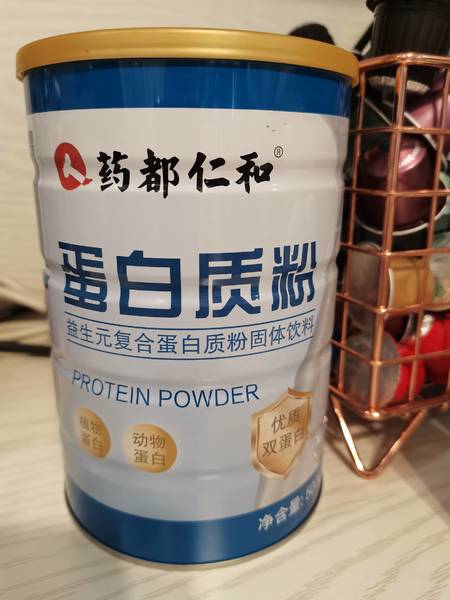 药都仁和®
蛋白质粉
益生元复合蛋白质粉固体饮料
PROTEIN POWDER
植物
蛋白
动物
蛋白
优质
双蛋白
净含量: